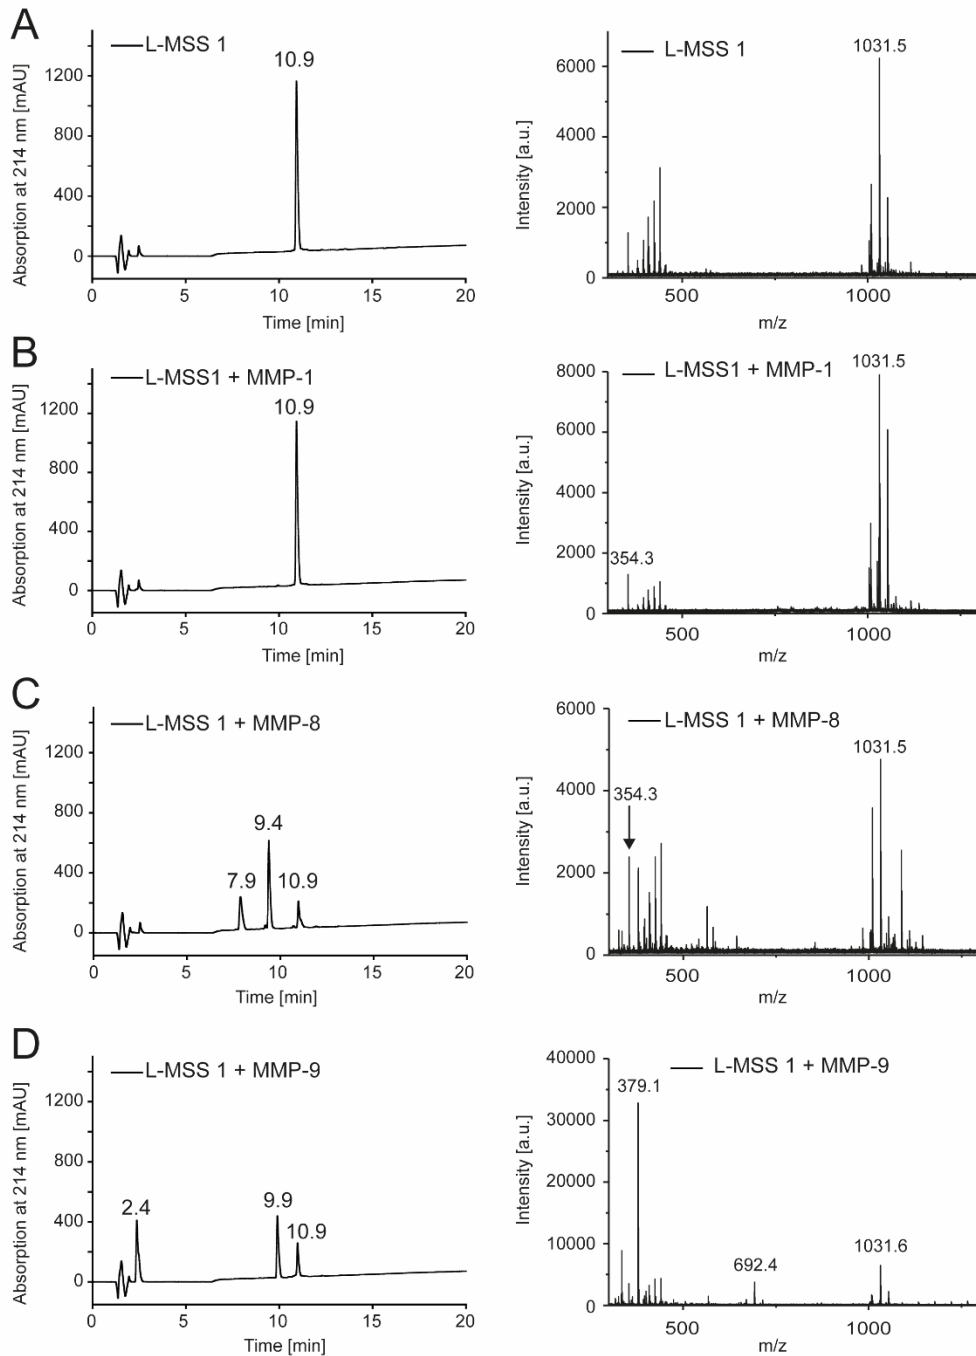 A
L-MSS 1
10.9
1200
800
400
0
Absorption at 214 nm [mAU]
0 5 10 15 20
Time [min]
L-MSS 1
1031.5
6000
4000
2000
0
Intensity [a.u.]
500 1000
m/z
B
L-MSS1 + MMP-1
10.9
1200
800
400
0
Absorption at 214 nm [mAU]
0 5 10 15 20
Time [min]
L-MSS1 + MMP-1
1031.5
354.3
8000
6000
4000
2000
0
Intensity [a.u.]
500 1000
m/z
C
L-MSS 1 + MMP-8
7.9
9.4
10.9
1200
800
400
0
Absorption at 214 nm [mAU]
0 5 10 15 20
Time [min]
L-MSS 1 + MMP-8
1031.5
354.3
6000
4000
2000
0
Intensity [a.u.]
500 1000
m/z
D
L-MSS 1 + MMP-9
2.4
9.9
10.9
1200
800
400
0
Absorption at 214 nm [mAU]
0 5 10 15 20
Time [min]
L-MSS 1 + MMP-9
379.1
692.4
1031.6
40000
30000
20000
10000
0
Intensity [a.u.]
500 1000
m/z